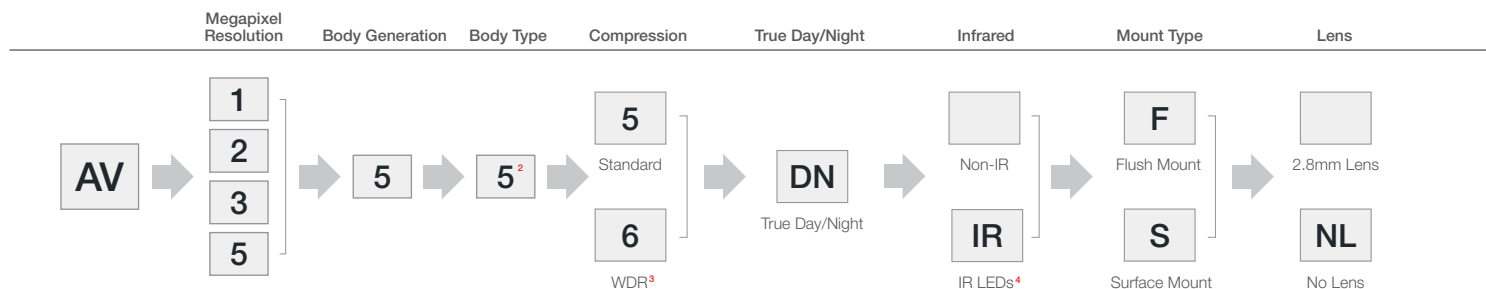 Megapixel
Resolution
Body Generation
Body Type
Compression
True Day/Night
Infrared
Mount Type
Lens
AV
1
2
3
5
5
5²
5
Standard
6
WDR³
DN
True Day/Night
Non-IR
IR
IR LEDs⁴
F
Flush Mount
S
Surface Mount
2.8mm Lens
NL
No Lens